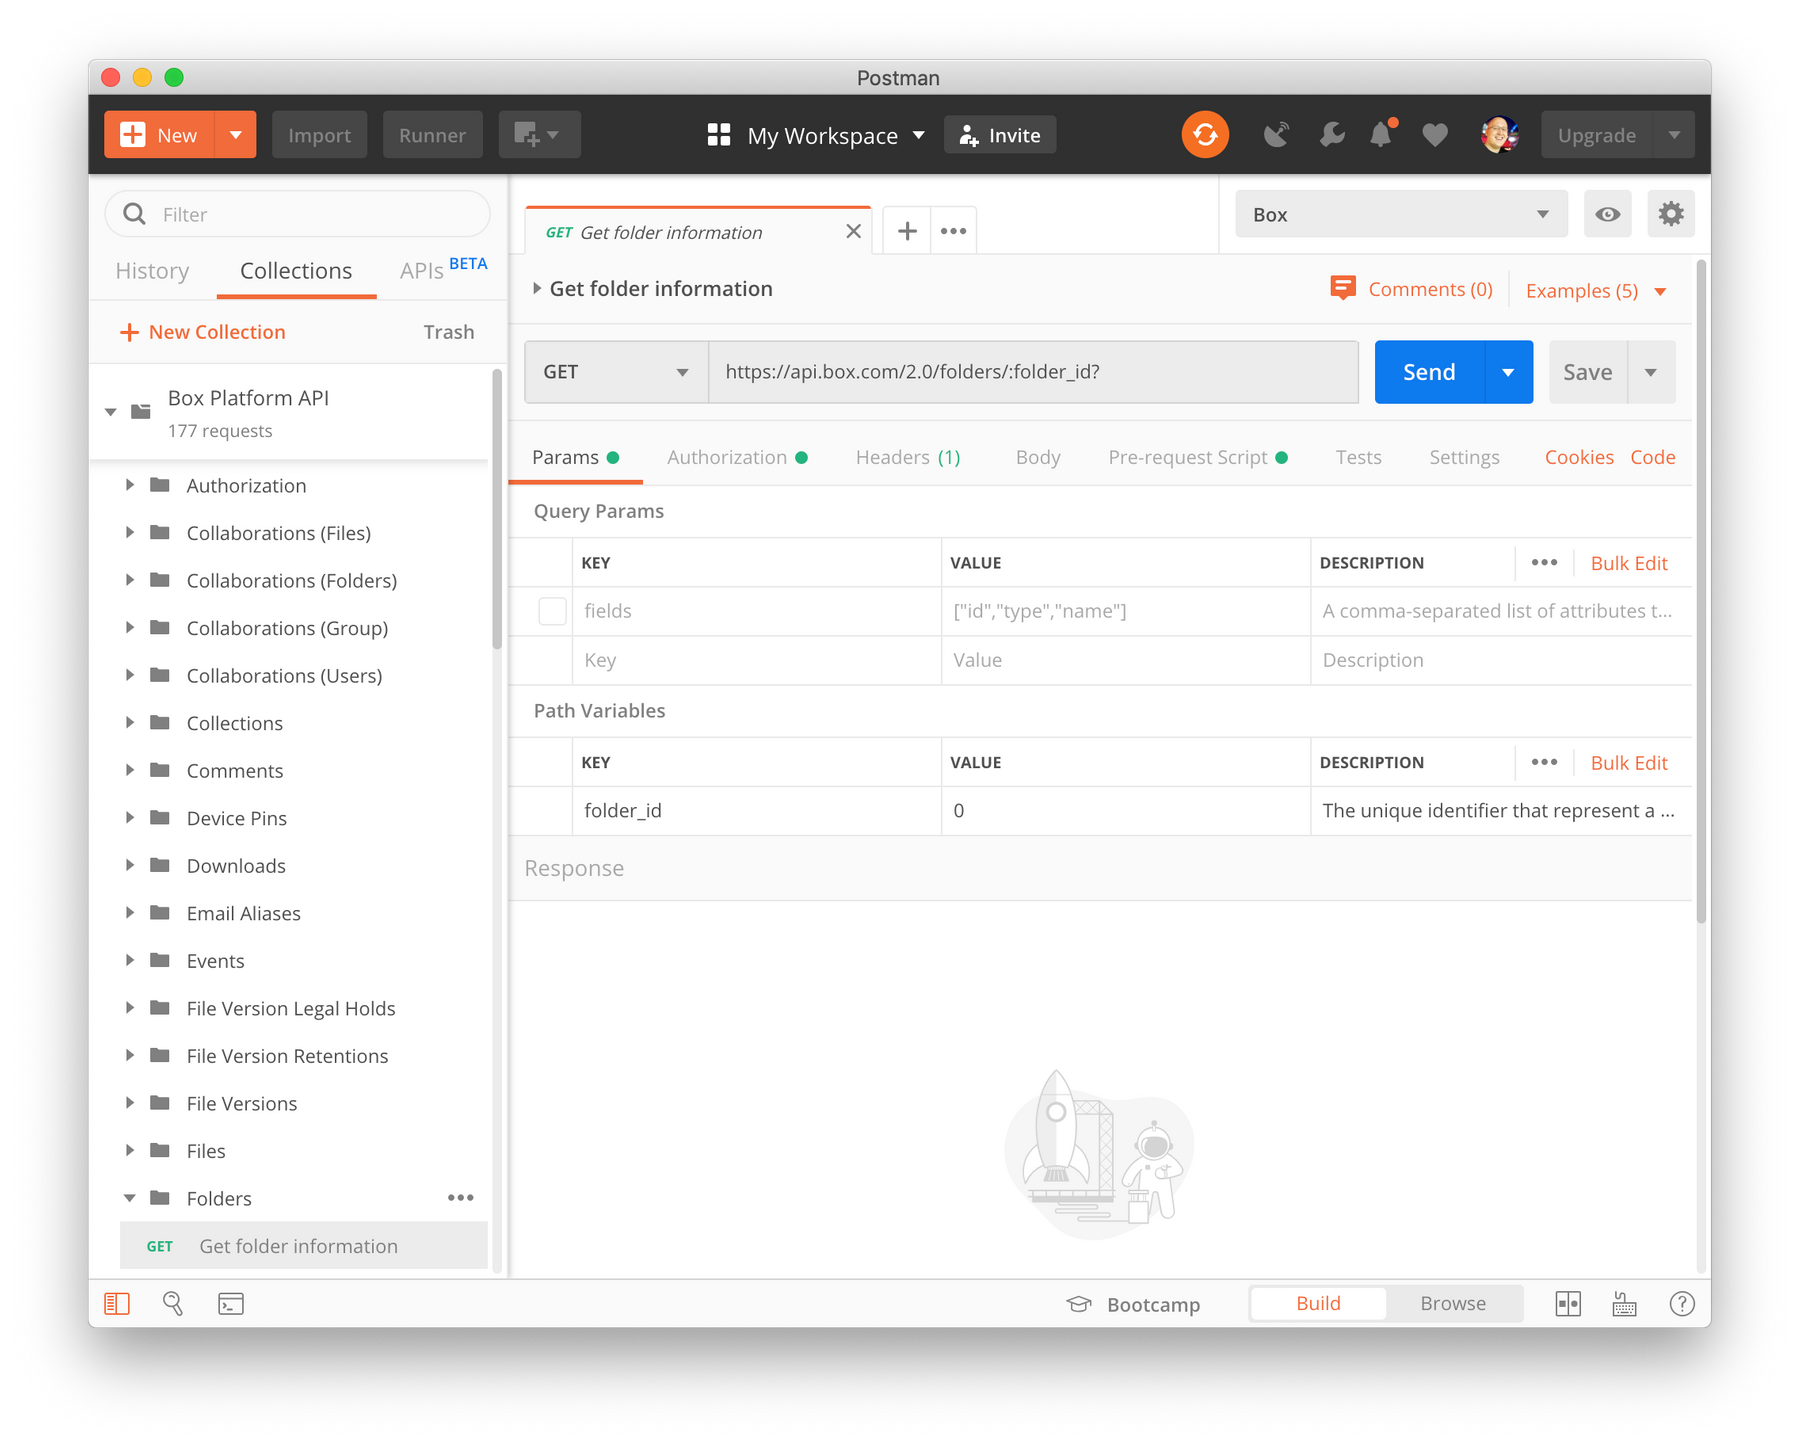 Postman
New
Import
Runner
My Workspace
Invite
Upgrade
Filter
History
Collections
APIs BETA
New Collection
Trash
Box Platform API
177 requests
Authorization
Collaborations (Files)
Collaborations (Folders)
Collaborations (Group)
Collaborations (Users)
Collections
Comments
Device Pins
Downloads
Email Aliases
Events
File Version Legal Holds
File Version Retentions
File Versions
Files
Folders
GET Get folder information
GET Get folder information
Box
Get folder information
Comments (0)
Examples (5)
GET
https://api.box.com/2.0/folders/:folder_id?
Send
Save
Params
Authorization
Headers (1)
Body
Pre-request Script
Tests
Settings
Cookies
Code
Query Params
KEY VALUE DESCRIPTION Bulk Edit
fields ["id","type","name"] A comma-separated list of attributes t...
Key Value Description
Path Variables
KEY VALUE DESCRIPTION Bulk Edit
folder_id 0 The unique identifier that represent a ...
Response
Bootcamp
Build
Browse